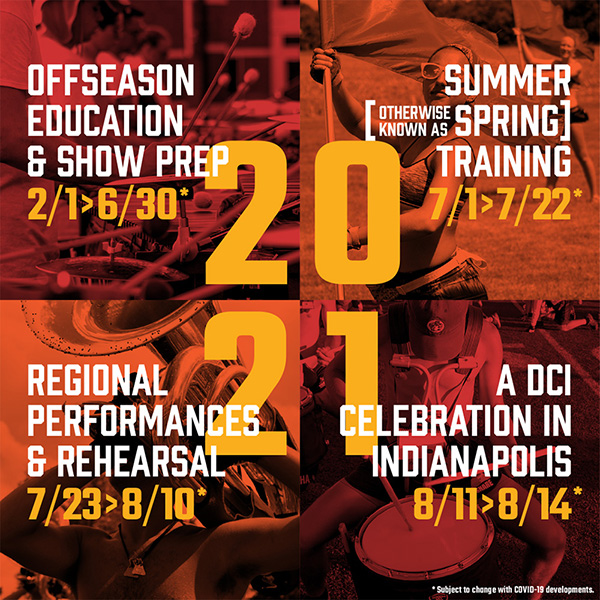 OFFSEASON
EDUCATION
& SHOW PREP
2/1>6/30*
SUMMER
[OTHERWISE KNOWN AS SPRING]
TRAINING
7/1>7/22*
20
21
REGIONAL
PERFORMANCES
& REHEARSAL
7/23>8/10*
A DCI
CELEBRATION IN
INDIANAPOLIS
8/11>8/14*
* Subject to change with COVID-19 developments.